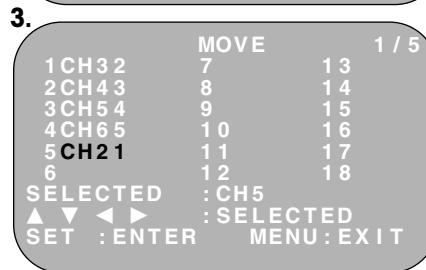 3.
MOVE 1/5
1CH32 7 13
2CH43 8 14
3CH54 9 15
4CH65 10 16
5CH21 11 17
6 12 18
SELECTED :CH5
▲ ▼ ◀ ▶ :SELECTED
SET :ENTER MENU:EXIT